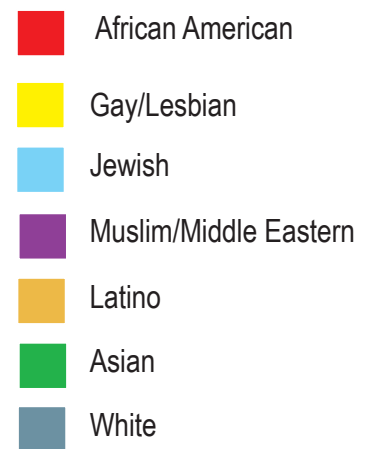 African American
Gay/Lesbian
Jewish
Muslim/Middle Eastern
Latino
Asian
White